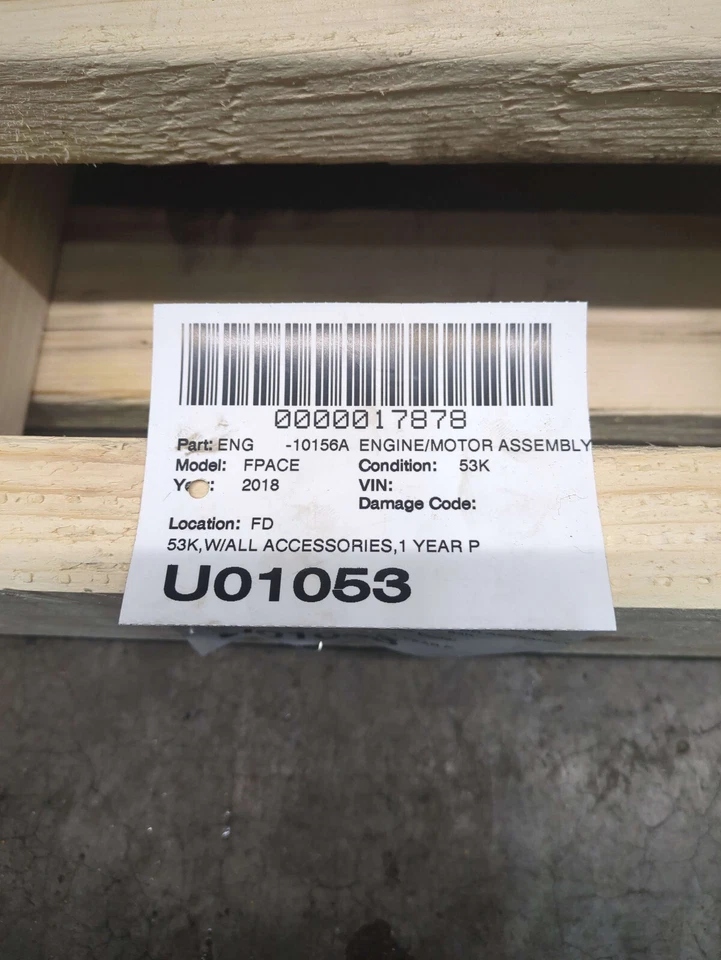 0000017878
Part: ENG -10156A ENGINE/MOTOR ASSEMBLY
Model: FPACE Condition: 53K
Year: 2018 VIN:
Damage Code:
Location: FD
53K,W/ALL ACCESSORIES,1 YEAR P
U01053